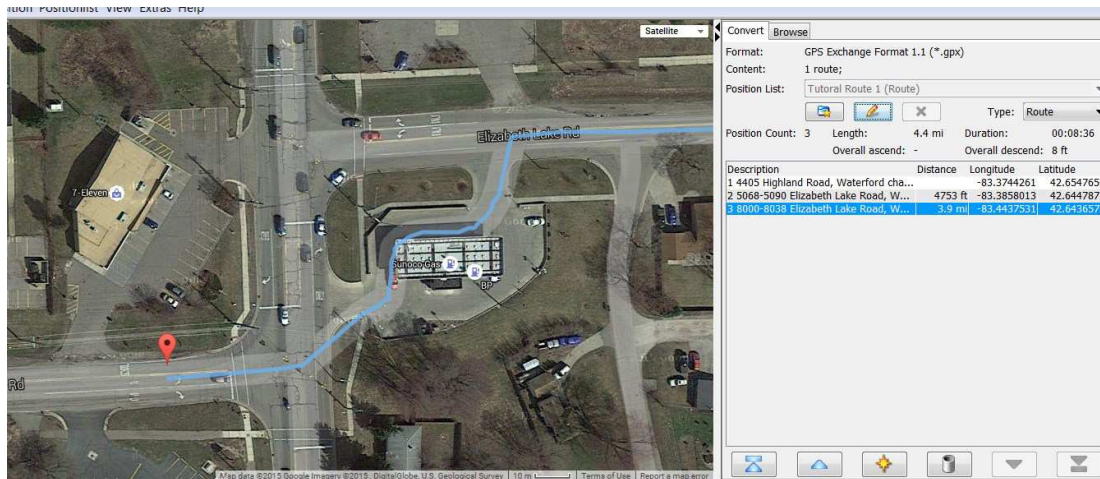 ition Positionlist View Extras Help
Satellite
7-Eleven
Elizabeth Lake Rd
Sunoco Gas
BP
Rd
Map data ©2015 Google Imagery ©2015 , DigitalGlobe, U.S. Geological Survey 10 m Terms of Use Report a map error
Convert Browse
Format: GPS Exchange Format 1.1 (*.gpx)
Content: 1 route;
Position List: Tutoral Route 1 (Route)
Type: Route
Position Count: 3 Length: 4.4 mi Duration: 00:08:36
Overall ascend: - Overall descend: 8 ft
Description Distance Longitude Latitude
1 4405 Highland Road, Waterford cha... -83.3744261 42.654765
2 5068-5090 Elizabeth Lake Road, W... 4753 ft -83.3858013 42.644787
3 8000-8038 Elizabeth Lake Road, W... 3.9 mi -83.4437531 42.643657